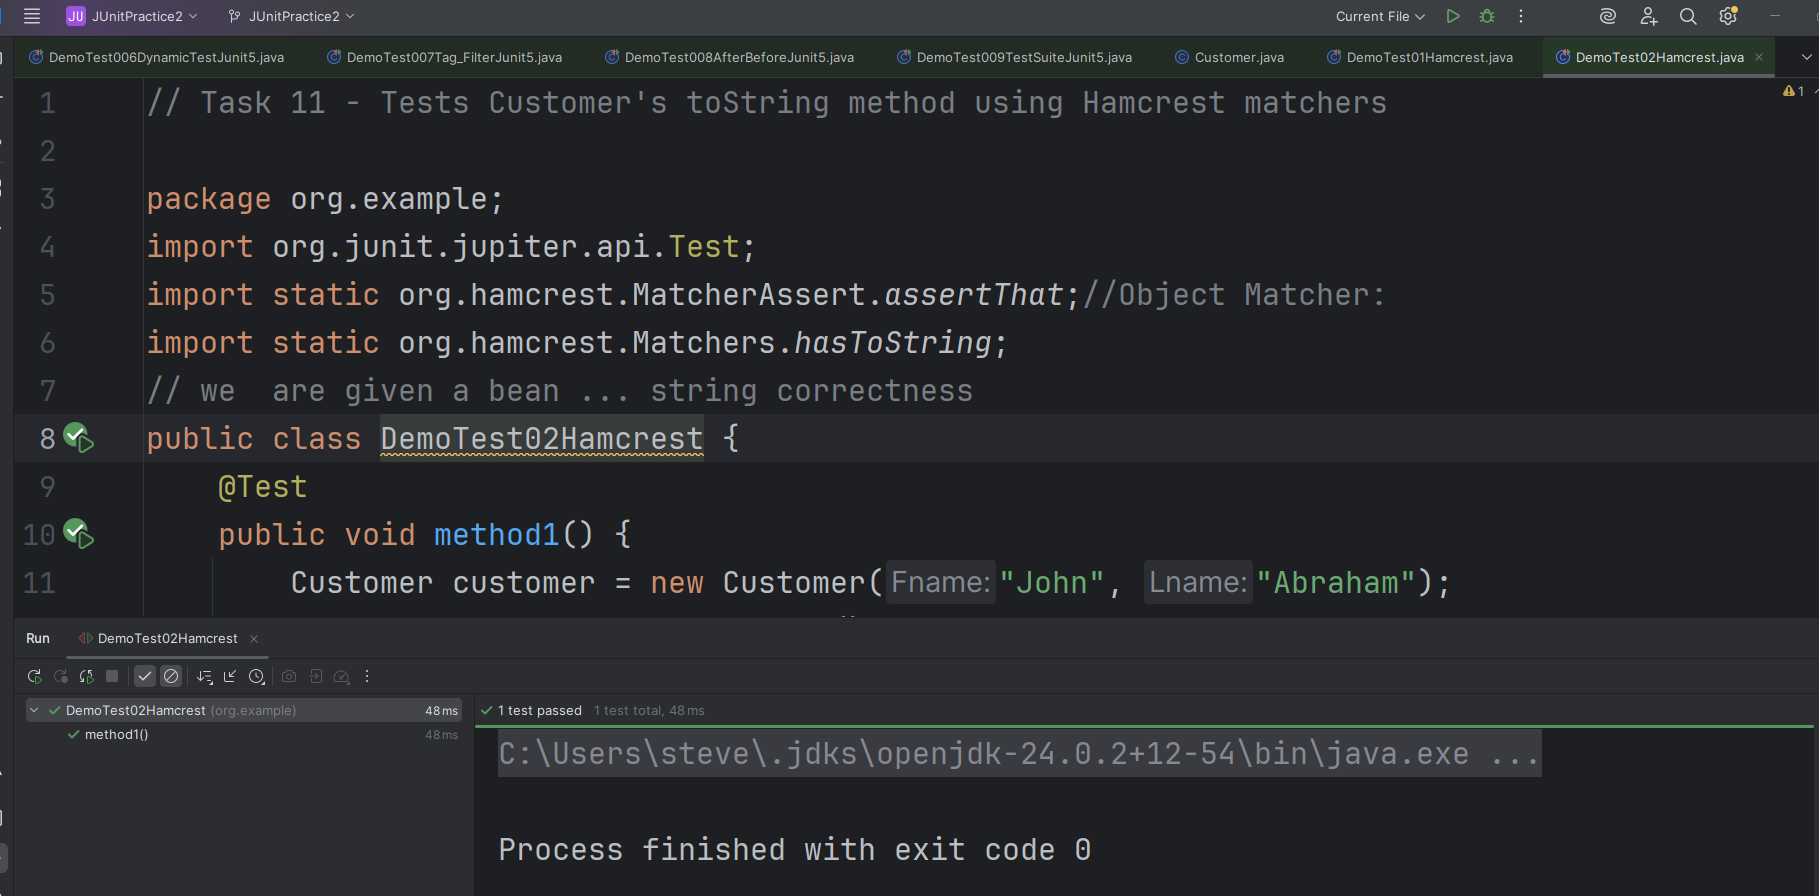 JU JUnitPractice2 JUnitPractice2 Current File
DemoTest006DynamicTestJunit5.java DemoTest007Tag_FilterJunit5.java DemoTest008AfterBeforeJunit5.java DemoTest009TestSuiteJunit5.java Customer.java DemoTest01Hamcrest.java DemoTest02Hamcrest.java
1 // Task 11 - Tests Customer's toString method using Hamcrest matchers
1
2
3 package org.example;
4 import org.junit.jupiter.api.Test;
5 import static org.hamcrest.MatcherAssert.assertThat;//Object Matcher:
6 import static org.hamcrest.Matchers.hasToString;
7 // we  are given a bean ... string correctness
8 public class DemoTest02Hamcrest {
9 @Test
10 public void method1() {
11 Customer customer = new Customer( Fname: "John", Lname: "Abraham");
Run DemoTest02Hamcrest
DemoTest02Hamcrest (org.example) 48 ms
method1() 48 ms
1 test passed 1 test total, 48 ms
C:\Users\steve\.jdks\openjdk-24.0.2+12-54\bin\java.exe ...
Process finished with exit code 0